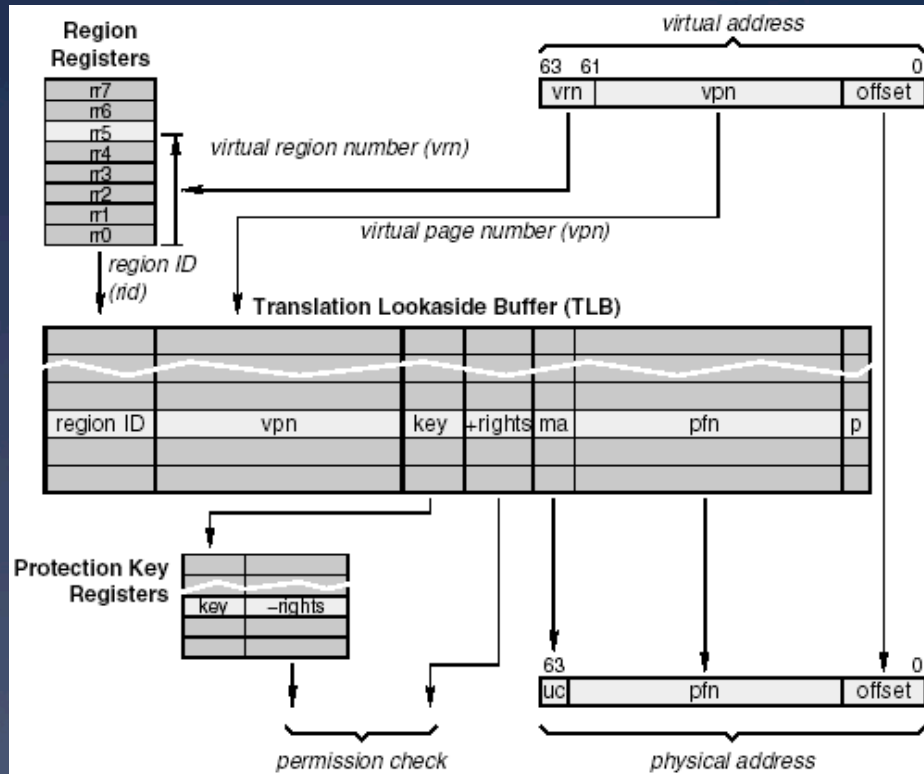 Region
Registers
rr7
rr6
rr5
rr4
rr3
rr2
rr1
rr0
virtual address
63 61 0
vrn vpn offset
virtual region number (vrn)
virtual page number (vpn)
region ID
(rid)
Translation Lookaside Buffer (TLB)
region ID vpn key +rights ma pfn p
Protection Key
Registers
key –rights
permission check
63 0
uc pfn offset
physical address